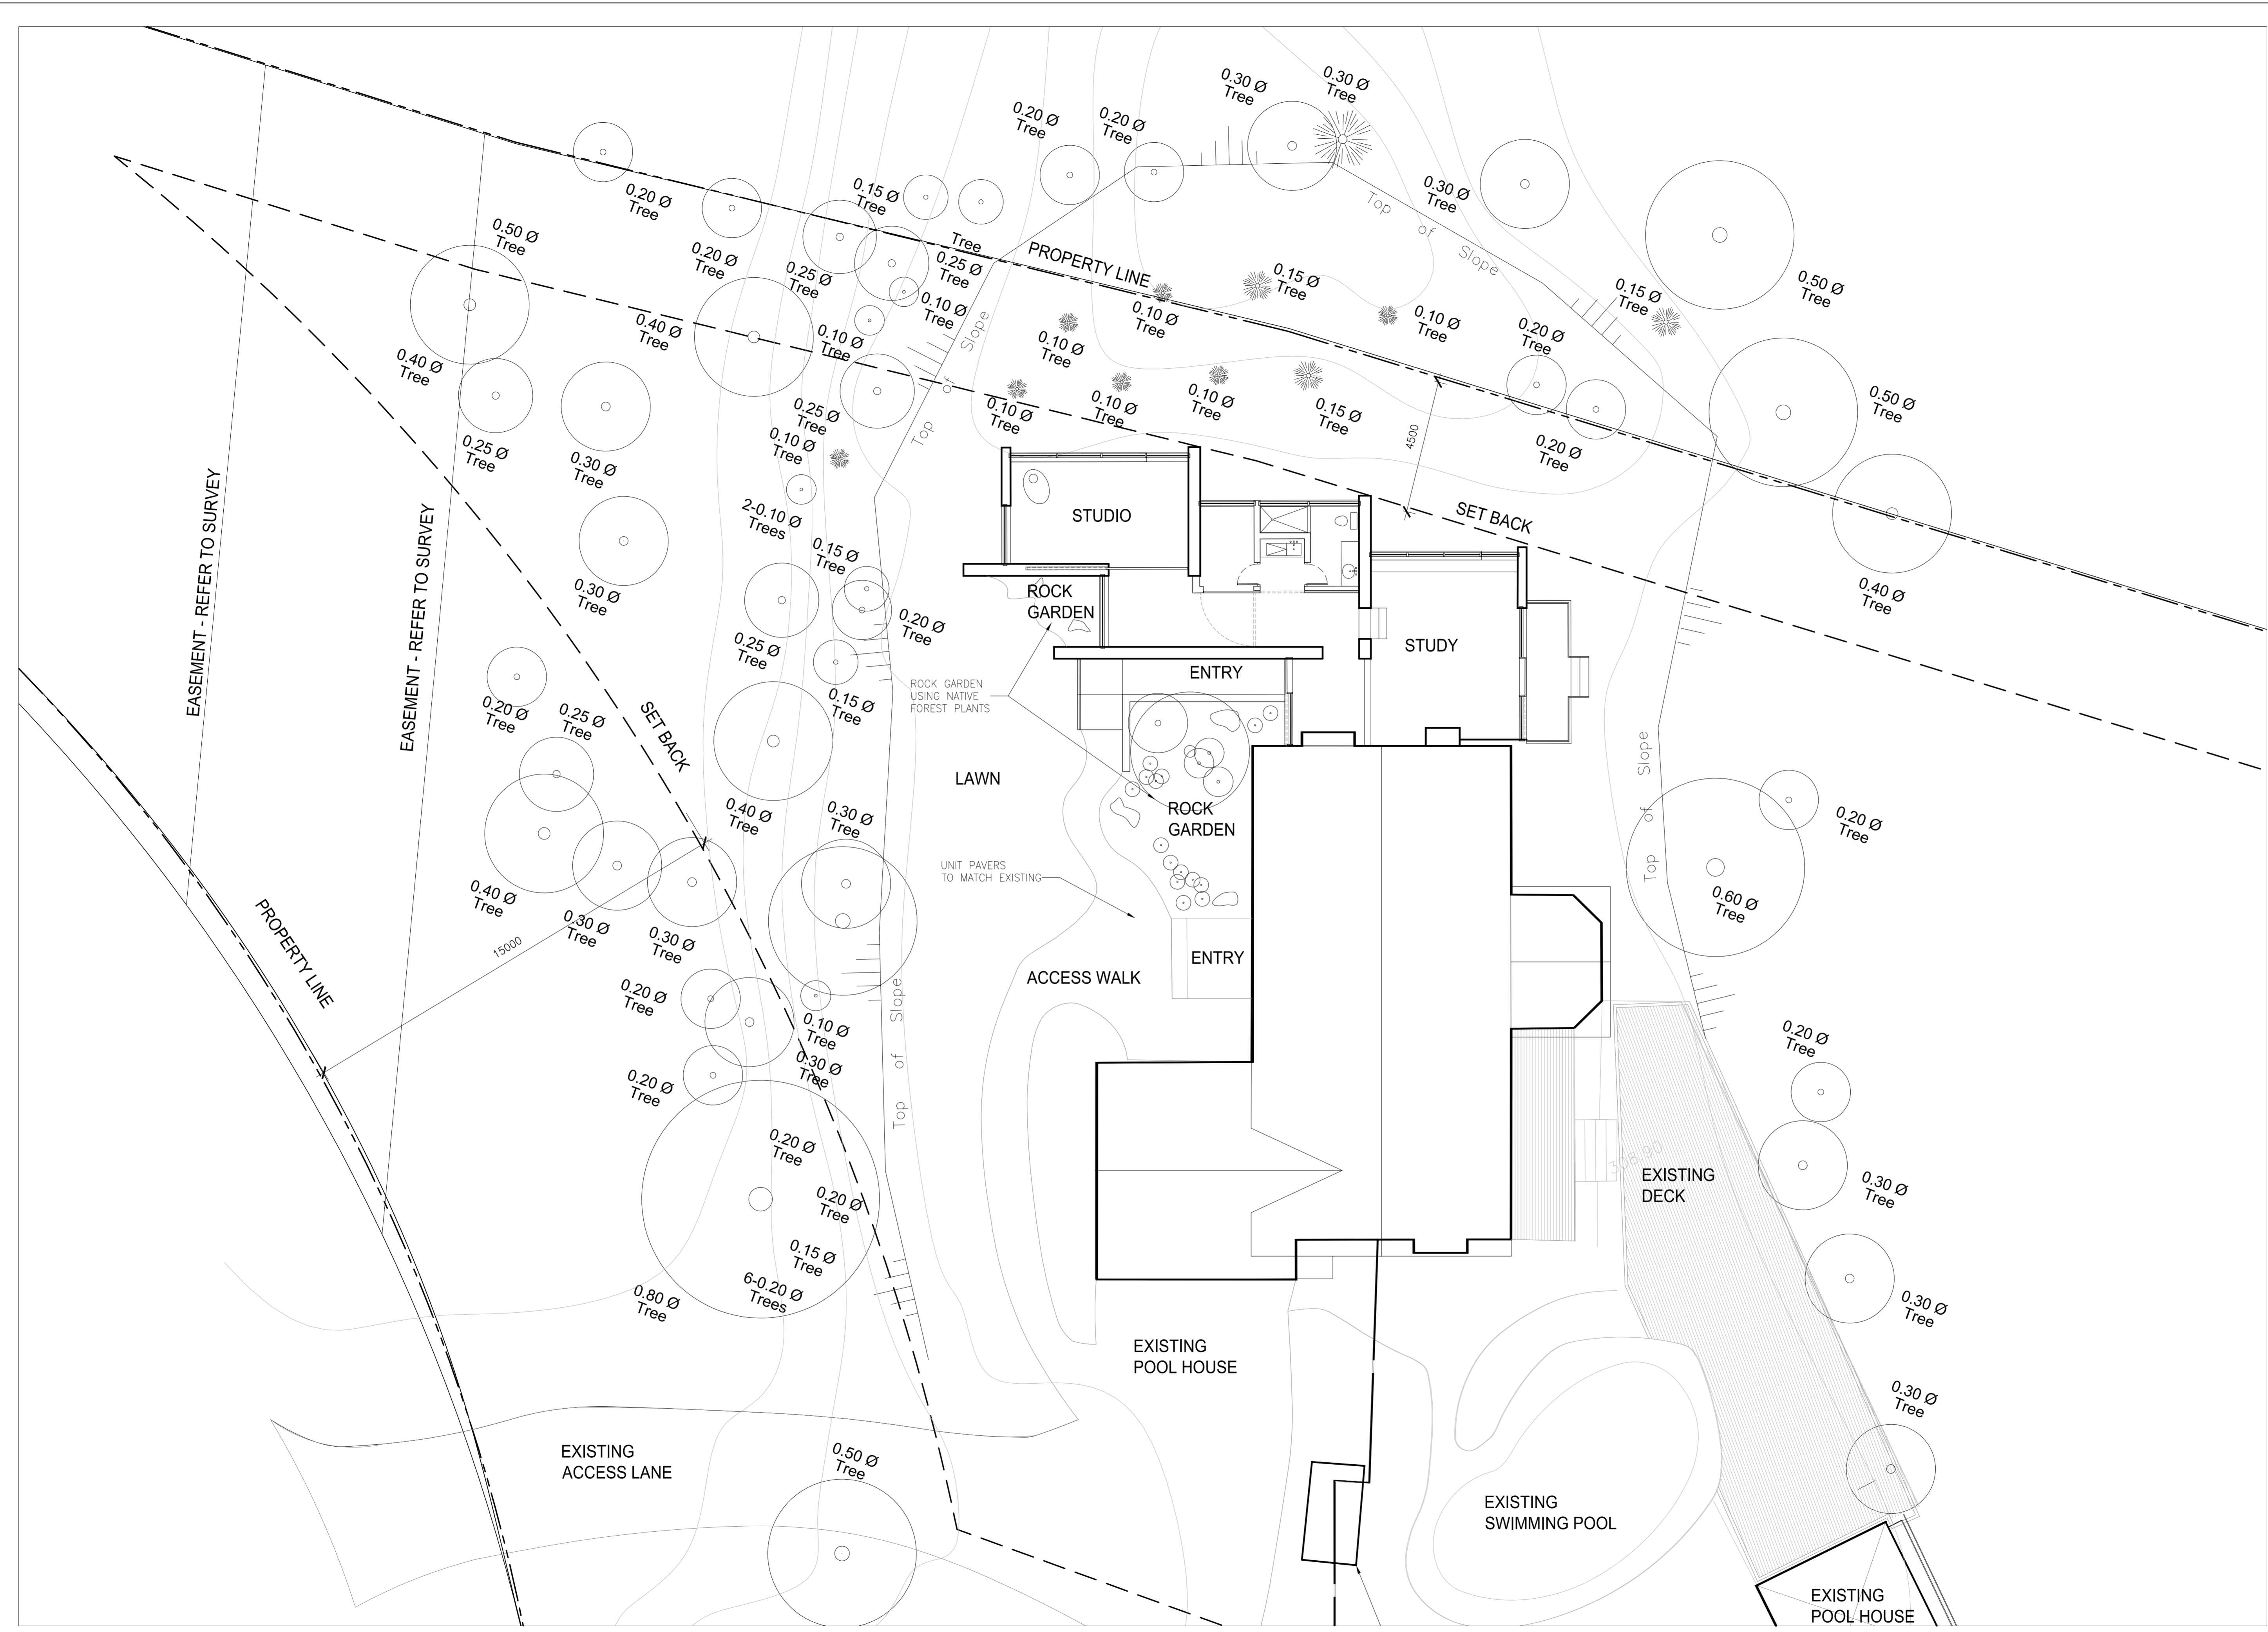 0.30 Ø
Tree
0.30 Ø
Tree
0.20 Ø
Tree
0.20 Ø
Tree
0.20 Ø
Tree
0.15 Ø
Tree
0.30 Ø
Tree
Top of Slope
0.50 Ø
Tree
0.20 Ø
Tree
Tree
PROPERTY LINE
0.50 Ø
Tree
0.25 Ø
Tree
0.25 Ø
Tree
0.10 Ø
Tree
0.15 Ø
Tree
0.15 Ø
Tree
0.50 Ø
Tree
0.40 Ø
Tree
0.10 Ø
Tree
Top of Slope
0.10 Ø
Tree
0.10 Ø
Tree
0.10 Ø
Tree
0.20 Ø
Tree
0.40 Ø
Tree
0.25 Ø
Tree
0.10 Ø
Tree
0.10 Ø
Tree
0.10 Ø
Tree
0.15 Ø
Tree
4500
0.20 Ø
Tree
0.25 Ø
Tree
0.30 Ø
Tree
0.10 Ø
Tree
2-0.10 Ø
Trees
0.15 Ø
Tree
STUDIO
SET BACK
0.40 Ø
Tree
EASEMENT - REFER TO SURVEY
EASEMENT - REFER TO SURVEY
0.30 Ø
Tree
0.20 Ø
Tree
ROCK
GARDEN
STUDY
0.25 Ø
Tree
ENTRY
ROCK GARDEN
USING NATIVE
FOREST PLANTS
0.15 Ø
Tree
0.20 Ø
Tree
0.25 Ø
Tree
SET BACK
LAWN
Top of Slope
0.40 Ø
Tree
0.30 Ø
Tree
ROCK
GARDEN
0.20 Ø
Tree
UNIT PAVERS
TO MATCH EXISTING
0.40 Ø
Tree
0.30 Ø
Tree
0.30 Ø
Tree
15000
PROPERTY LINE
0.60 Ø
Tree
ENTRY
ACCESS WALK
0.20 Ø
Tree
0.10 Ø
Tree
0.30 Ø
Tree
Top of Slope
0.20 Ø
Tree
0.20 Ø
Tree
0.20 Ø
Tree
0.20 Ø
Tree
308.90
EXISTING
DECK
0.30 Ø
Tree
0.15 Ø
Tree
6-0.20 Ø
Trees
0.80 Ø
Tree
0.30 Ø
Tree
EXISTING
POOL HOUSE
0.30 Ø
Tree
EXISTING
ACCESS LANE
0.50 Ø
Tree
EXISTING
SWIMMING POOL
EXISTING
POOL HOUSE